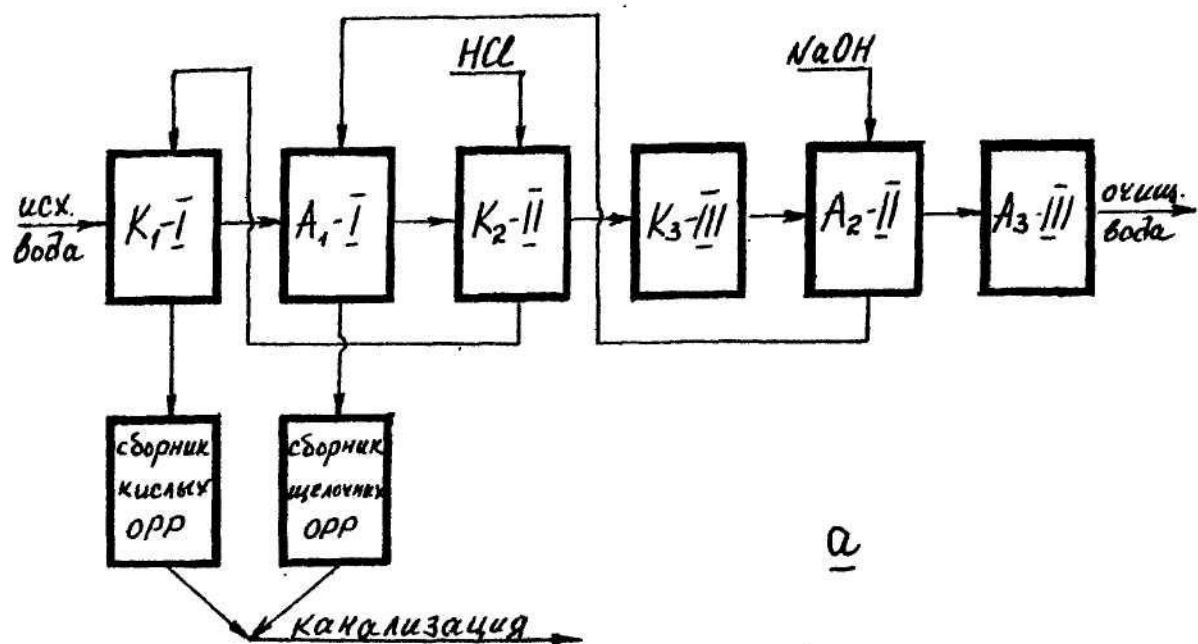 HCl
NaOH
исх.
вода
K₁-I
A₁-I
K₂-II
K₃-III
A₂-II
A₃-III
очищ.
вода
сборник
кислых
ОРР
сборник
щелочных
ОРР
а
канализация